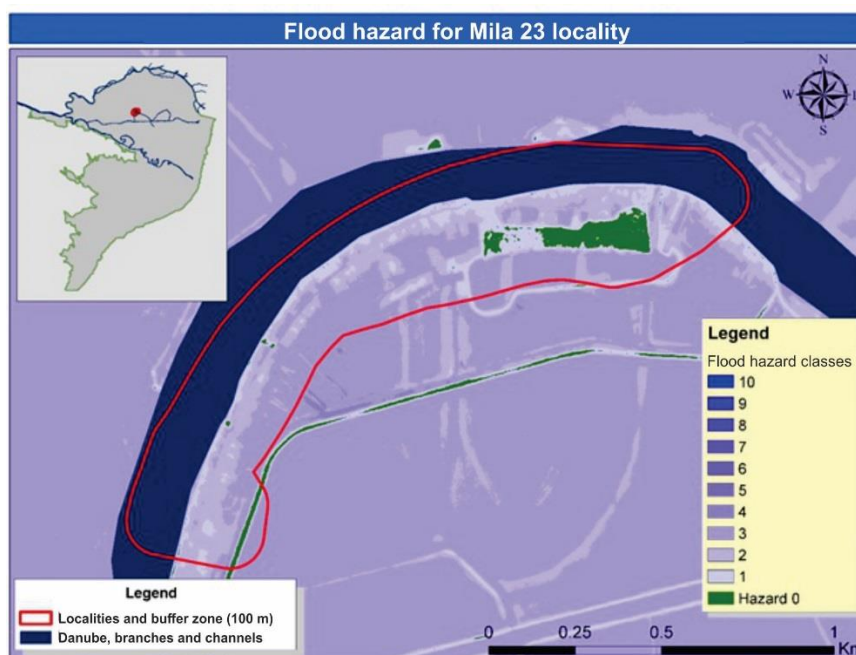 Flood hazard for Mila 23 locality
N
W
S
Legend
Flood hazard classes
10
9
8
7
6
5
4
3
2
1
Hazard 0
Legend
Localities and buffer zone (100 m)
Danube, branches and channels
0 0.25 0.5 1